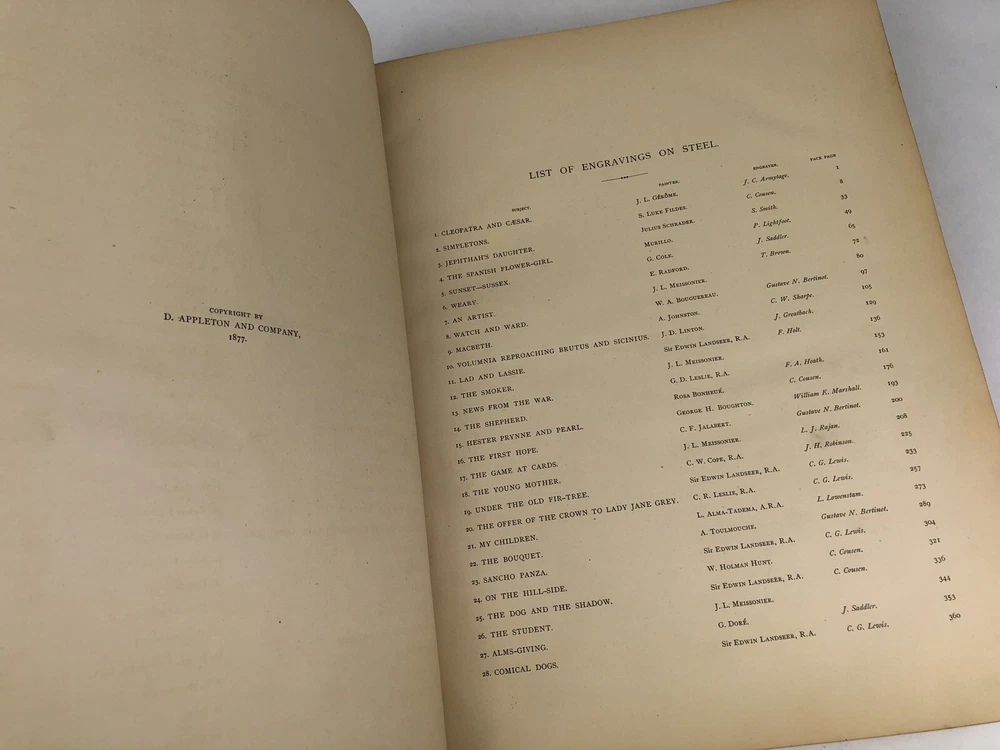 COPYRIGHT BY
D. APPLETON AND COMPANY,
1877.
LIST OF ENGRAVINGS ON STEEL.
SUBJECT. PAINTER. ENGRAVER. FACE PAGE
1. CLEOPATRA AND CÆSAR. J. L. GÉRÔME. J. C. Armytage. 1
2. SIMPLETONS. S. LUKE FILDES. C. Cousen. 8
3. JEPHTHAH'S DAUGHTER. JULIUS SCHRADER. S. Smith. 33
4. THE SPANISH FLOWER-GIRL. MURILLO. P. Lightfoot. 49
5. SUNSET—SUSSEX. G. COLE. J. Saddler. 65
6. WEARY. E. RADFORD. T. Brown. 72
7. AN ARTIST. J. L. MEISSONIER. 80
8. WATCH AND WARD. W. A. BOUGUEREAU. Gustave N. Bertinot. 97
9. MACBETH. A. JOHNSTON. C. W. Sharpe. 105
10. VOLUMNIA REPROACHING BRUTUS AND SICINIUS. J. D. LINTON. J. Greatback. 129
11. LAD AND LASSIE. Sir EDWIN LANDSEER, R.A. F. Holt. 136
12. THE SMOKER. J. L. MEISSONIER. 153
13. NEWS FROM THE WAR. G. D. LESLIE, R.A. F. A. Heath. 161
14. THE SHEPHERD. ROSA BONHEUR. C. Cousen. 176
15. HESTER PRYNNE AND PEARL. GEORGE H. BOUGHTON. William E. Marshall. 193
16. THE FIRST HOPE. C. F. JALABERT. Gustave N. Bertinot. 200
17. THE GAME AT CARDS. J. L. MEISSONIER. L. J. Rajan. 208
18. THE YOUNG MOTHER. C. W. COPE, R.A. J. H. Robinson. 225
19. UNDER THE OLD FIR-TREE. Sir EDWIN LANDSEER, R.A. C. G. Lewis. 233
20. THE OFFER OF THE CROWN TO LADY JANE GREY. C. R. LESLIE, R.A. C. G. Lewis. 257
21. MY CHILDREN. L. ALMA-TADEMA, A.R.A. L. Lowenstam. 273
22. THE BOUQUET. A. TOULMOUCHE. Gustave N. Bertinot. 289
23. SANCHO PANZA. Sir EDWIN LANDSEER, R.A. C. G. Lewis. 304
24. ON THE HILL-SIDE. W. HOLMAN HUNT. C. Cousen. 321
25. THE DOG AND THE SHADOW. Sir EDWIN LANDSEER, R.A. C. Cousen. 336
26. THE STUDENT. J. L. MEISSONIER. 344
27. ALMS-GIVING. G. DORÉ. J. Saddler. 353
28. COMICAL DOGS. Sir EDWIN LANDSEER, R.A. C. G. Lewis. 360